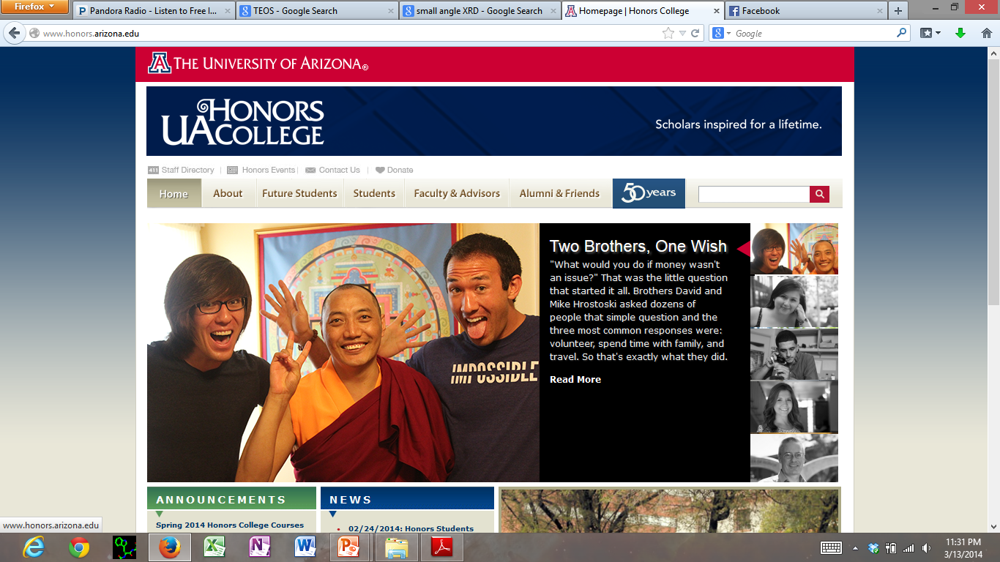 Firefox
Pandora Radio - Listen to Free I...
TEOS - Google Search
small angle XRD - Google Search
Homepage | Honors College
Facebook
www.honors.arizona.edu
Google
THE UNIVERSITY OF ARIZONA®
HONORS
UA COLLEGE
Scholars inspired for a lifetime.
411 Staff Directory | Honors Events | Contact Us | Donate
Home About Future Students Students Faculty & Advisors Alumni & Friends 50 years
Two Brothers, One Wish
"What would you do if money wasn't
an issue?" That was the little question
that started it all. Brothers David and
Mike Hrostoski asked dozens of
people that simple question and the
three most common responses were:
volunteer, spend time with family, and
travel. So that's exactly what they did.
Read More
IMPOSSIBLE
ANNOUNCEMENTS
NEWS
Spring 2014 Honors College Courses
02/24/2014: Honors Students
www.honors.arizona.edu
11:31 PM
3/13/2014